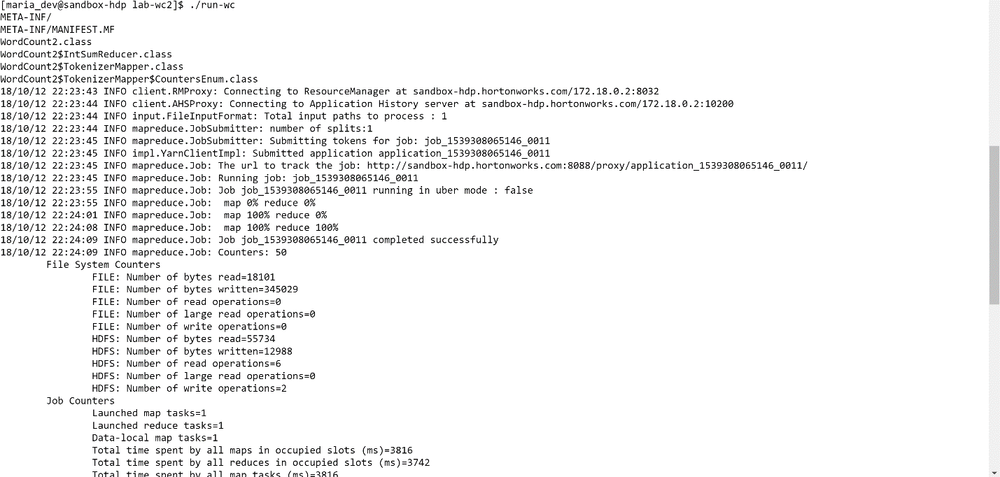 [maria_dev@sandbox-hdp lab-wc2]$ ./run-wc
META-INF/
META-INF/MANIFEST.MF
WordCount2.class
WordCount2$IntSumReducer.class
WordCount2$TokenizerMapper.class
WordCount2$TokenizerMapper$CountersEnum.class
18/10/12 22:23:43 INFO client.RMProxy: Connecting to ResourceManager at sandbox-hdp.hortonworks.com/172.18.0.2:8032
18/10/12 22:23:44 INFO client.AHSProxy: Connecting to Application History server at sandbox-hdp.hortonworks.com/172.18.0.2:10200
18/10/12 22:23:44 INFO input.FileInputFormat: Total input paths to process : 1
18/10/12 22:23:44 INFO mapreduce.JobSubmitter: number of splits:1
18/10/12 22:23:45 INFO mapreduce.JobSubmitter: Submitting tokens for job: job_1539308065146_0011
18/10/12 22:23:45 INFO impl.YarnClientImpl: Submitted application application_1539308065146_0011
18/10/12 22:23:45 INFO mapreduce.Job: The url to track the job: http://sandbox-hdp.hortonworks.com:8088/proxy/application_1539308065146_0011/
18/10/12 22:23:45 INFO mapreduce.Job: Running job: job_1539308065146_0011
18/10/12 22:23:55 INFO mapreduce.Job: Job job_1539308065146_0011 running in uber mode : false
18/10/12 22:23:55 INFO mapreduce.Job:  map 0% reduce 0%
18/10/12 22:24:01 INFO mapreduce.Job:  map 100% reduce 0%
18/10/12 22:24:08 INFO mapreduce.Job:  map 100% reduce 100%
18/10/12 22:24:09 INFO mapreduce.Job: Job job_1539308065146_0011 completed successfully
18/10/12 22:24:09 INFO mapreduce.Job: Counters: 50
File System Counters
FILE: Number of bytes read=18101
FILE: Number of bytes written=345029
FILE: Number of read operations=0
FILE: Number of large read operations=0
FILE: Number of write operations=0
HDFS: Number of bytes read=55734
HDFS: Number of bytes written=12988
HDFS: Number of read operations=6
HDFS: Number of large read operations=0
HDFS: Number of write operations=2
Job Counters
Launched map tasks=1
Launched reduce tasks=1
Data-local map tasks=1
Total time spent by all maps in occupied slots (ms)=3816
Total time spent by all reduces in occupied slots (ms)=3742
Total time spent by all map tasks (ms)=3816